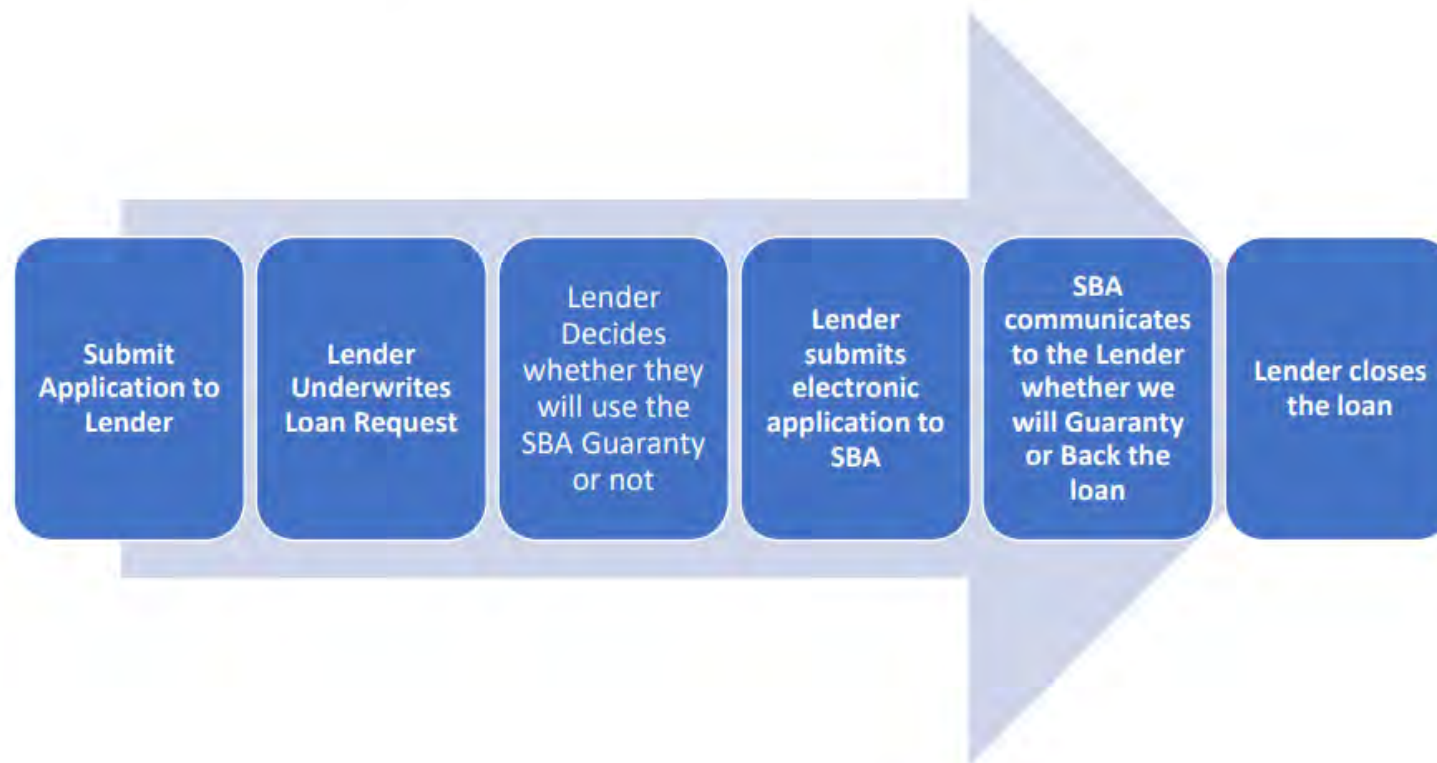 Submit
Application to
Lender
Lender
Underwrites
Loan Request
Lender
Decides
whether they
will use the
SBA Guaranty
or not
Lender
submits
electronic
application to
SBA
SBA
communicates
to the Lender
whether we
will Guaranty
or Back the
loan
Lender closes
the loan